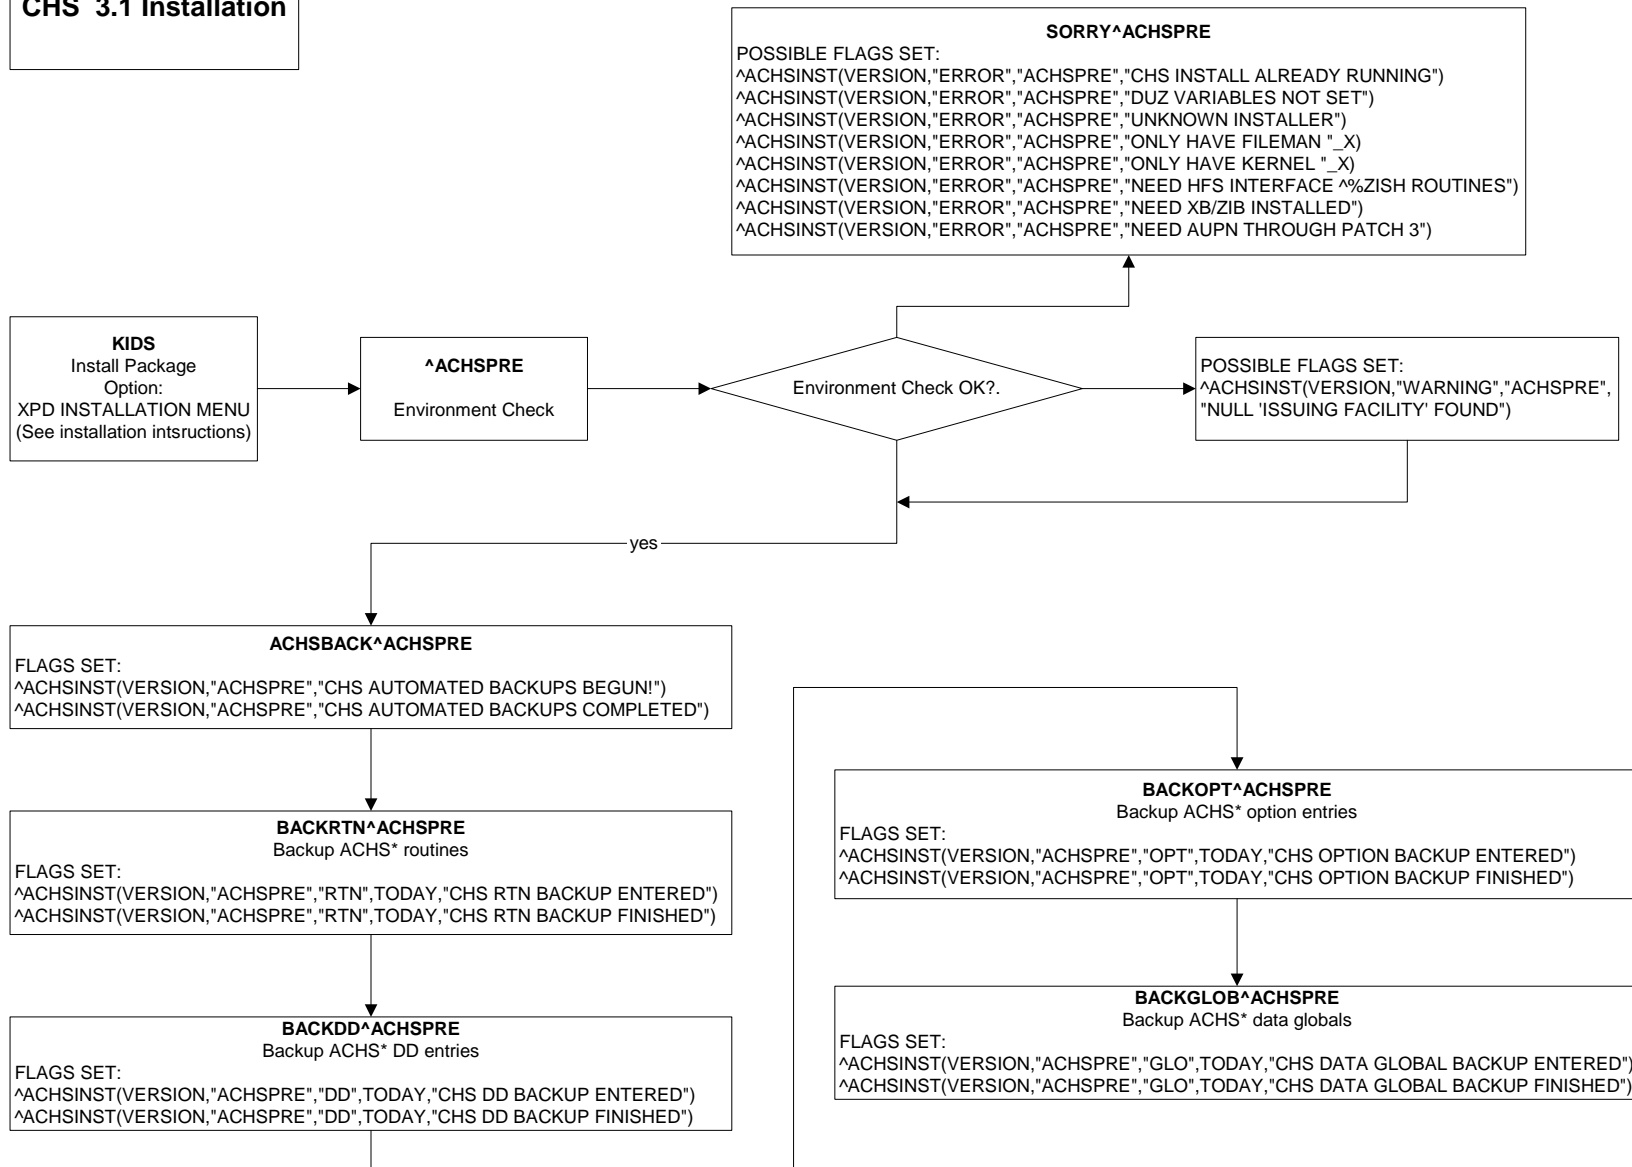 CHS 3.1 Installation
SORRY^ACHSPRE
POSSIBLE FLAGS SET:
^ACHSINST(VERSION,"ERROR","ACHSPRE","CHS INSTALL ALREADY RUNNING")
^ACHSINST(VERSION,"ERROR","ACHSPRE","DUZ VARIABLES NOT SET")
^ACHSINST(VERSION,"ERROR","ACHSPRE","UNKNOWN INSTALLER")
^ACHSINST(VERSION,"ERROR","ACHSPRE","ONLY HAVE FILEMAN "_X)
^ACHSINST(VERSION,"ERROR","ACHSPRE","ONLY HAVE KERNEL "_X)
^ACHSINST(VERSION,"ERROR","ACHSPRE","NEED HFS INTERFACE ^%ZISH ROUTINES")
^ACHSINST(VERSION,"ERROR","ACHSPRE","NEED XB/ZIB INSTALLED")
^ACHSINST(VERSION,"ERROR","ACHSPRE","NEED AUPN THROUGH PATCH 3")
KIDS
Install Package
Option:
XPD INSTALLATION MENU
(See installation intsructions)
^ACHSPRE
Environment Check
Environment Check OK?.
POSSIBLE FLAGS SET:
^ACHSINST(VERSION,"WARNING","ACHSPRE",
"NULL 'ISSUING FACILITY' FOUND")
yes
ACHSBACK^ACHSPRE
FLAGS SET:
^ACHSINST(VERSION,"ACHSPRE","CHS AUTOMATED BACKUPS BEGUN!")
^ACHSINST(VERSION,"ACHSPRE","CHS AUTOMATED BACKUPS COMPLETED")
BACKRTN^ACHSPRE
Backup ACHS* routines
FLAGS SET:
^ACHSINST(VERSION,"ACHSPRE","RTN",TODAY,"CHS RTN BACKUP ENTERED")
^ACHSINST(VERSION,"ACHSPRE","RTN",TODAY,"CHS RTN BACKUP FINISHED")
BACKDD^ACHSPRE
Backup ACHS* DD entries
FLAGS SET:
^ACHSINST(VERSION,"ACHSPRE","DD",TODAY,"CHS DD BACKUP ENTERED")
^ACHSINST(VERSION,"ACHSPRE","DD",TODAY,"CHS DD BACKUP FINISHED")
BACKOPT^ACHSPRE
Backup ACHS* option entries
FLAGS SET:
^ACHSINST(VERSION,"ACHSPRE","OPT",TODAY,"CHS OPTION BACKUP ENTERED")
^ACHSINST(VERSION,"ACHSPRE","OPT",TODAY,"CHS OPTION BACKUP FINISHED")
BACKGLOB^ACHSPRE
Backup ACHS* data globals
FLAGS SET:
^ACHSINST(VERSION,"ACHSPRE","GLO",TODAY,"CHS DATA GLOBAL BACKUP ENTERED")
^ACHSINST(VERSION,"ACHSPRE","GLO",TODAY,"CHS DATA GLOBAL BACKUP FINISHED")